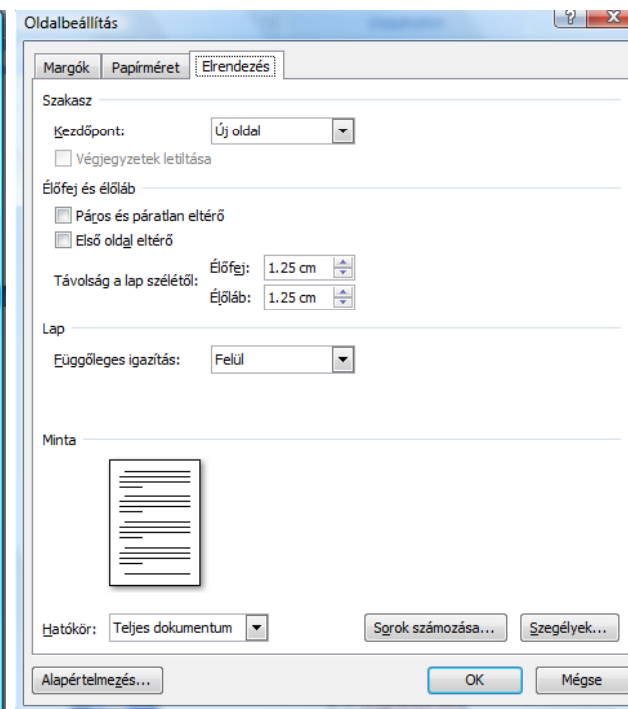 Oldalbeállítás
Margók Papírméret Elrendezés
Szakasz
Kezdőpont: Új oldal
Végjegyzetek letiltása
Élőfej és élőláb
Páros és páratlan eltérő
Első oldal eltérő
Távolság a lap szélétől:
Élőfej: 1.25 cm
Élőláb: 1.25 cm
Lap
Függőleges igazítás: Felül
Minta
Hatókör: Teljes dokumentum Sorok számozása... Szegélyek...
Alapértelmezés... OK Mégse